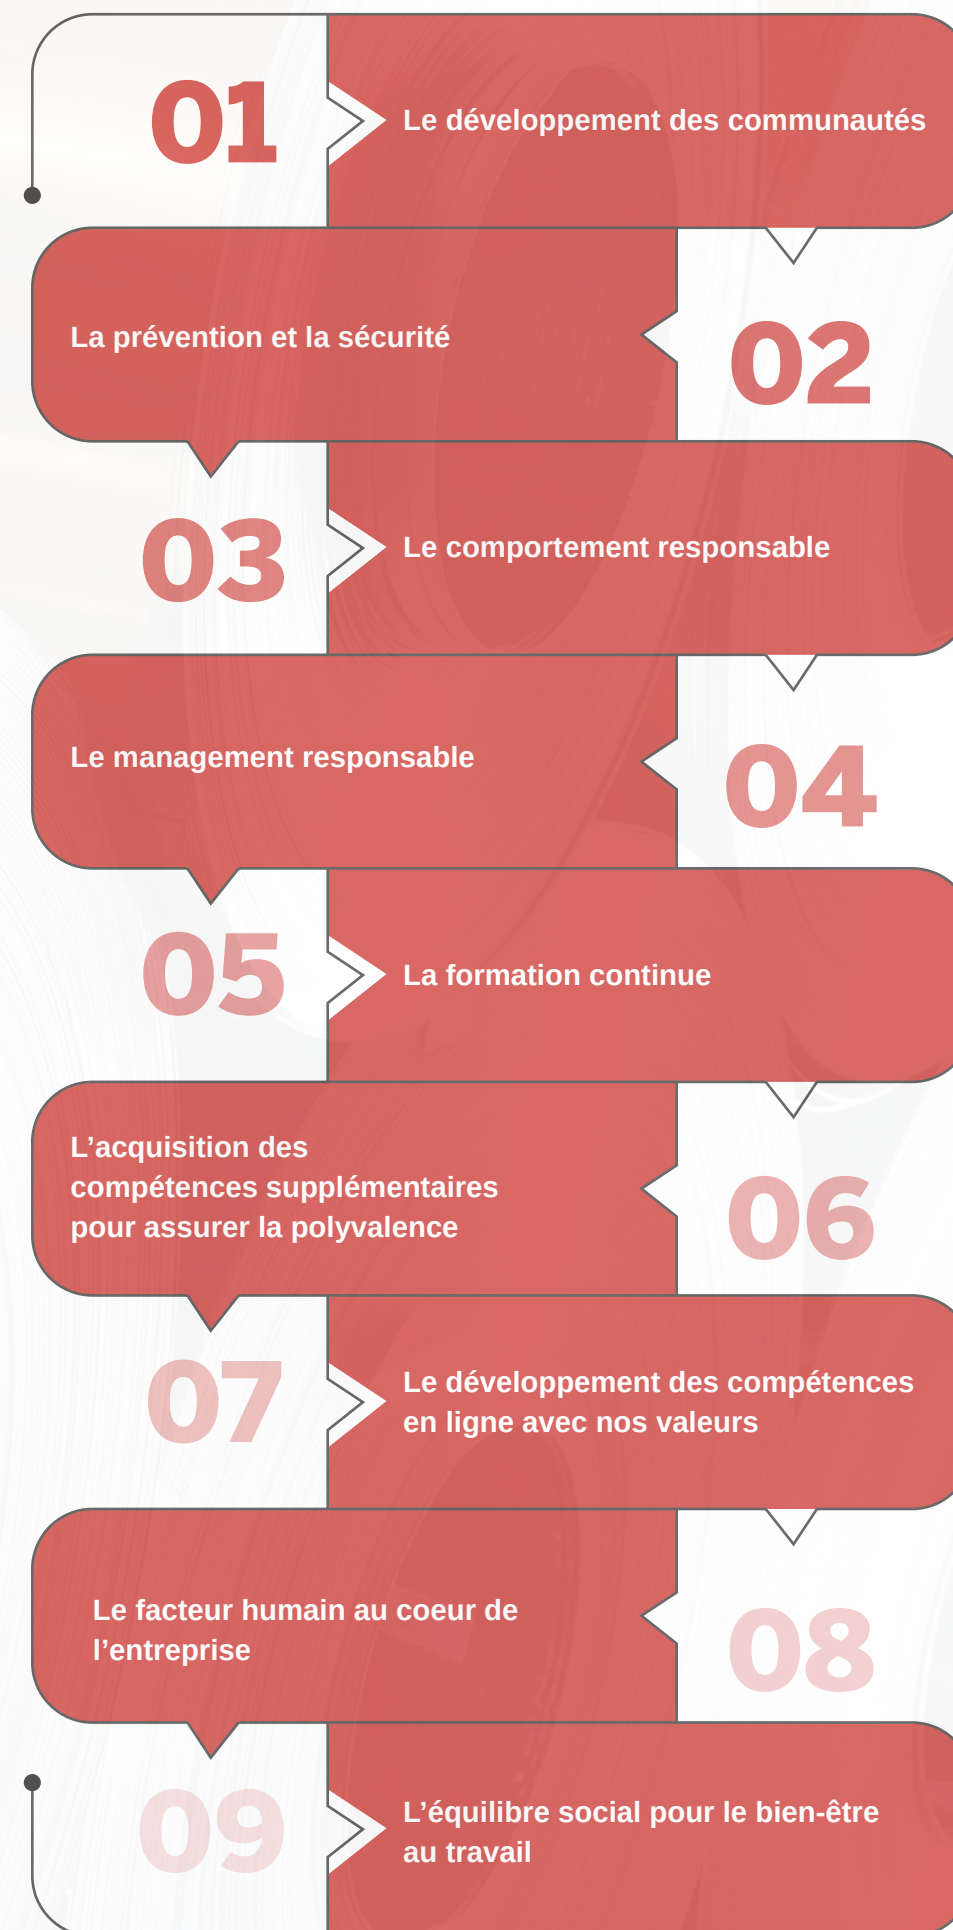 01
Le développement des communautés
La prévention et la sécurité
02
03
Le comportement responsable
Le management responsable
04
05
La formation continue
L’acquisition des
compétences supplémentaires
pour assurer la polyvalence
06
07
Le développement des compétences
en ligne avec nos valeurs
Le facteur humain au coeur de
l’entreprise
08
09
L’équilibre social pour le bien-être
au travail